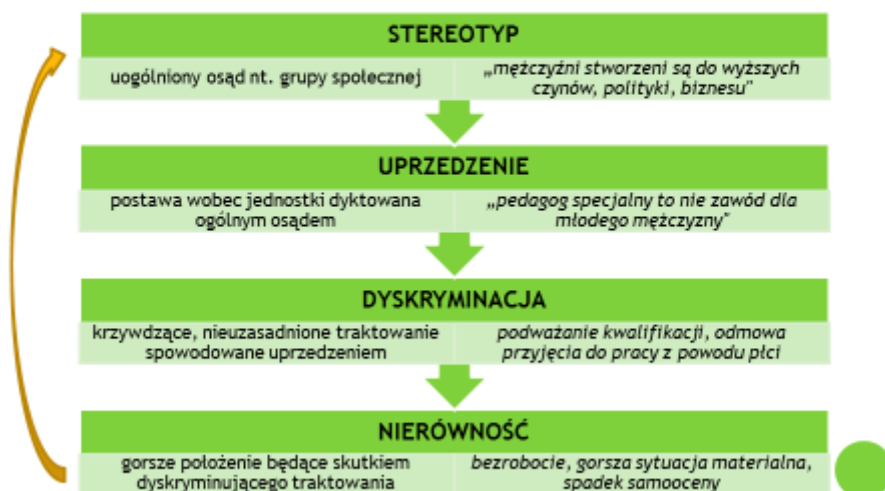 STEREOTYP
uogólniony osąd nt. grupy społecznej
„mężczyźni stworzeni są do wyższych
czynów, polityki, biznesu"
UPRZEDZENIE
postawa wobec jednostki dyktowana
ogólnym osądem
„pedagog specjalny to nie zawód dla
młodego mężczyzny"
DYSKRYMINACJA
krzywdzące, nieuzasadnione traktowanie
spowodowane uprzedzeniem
podważanie kwalifikacji, odmowa
przyjęcia do pracy z powodu płci
NIERÓWNOŚĆ
gorsze położenie będące skutkiem
dyskryminującego traktowania
bezrobocie, gorsza sytuacja materialna,
spadek samooceny